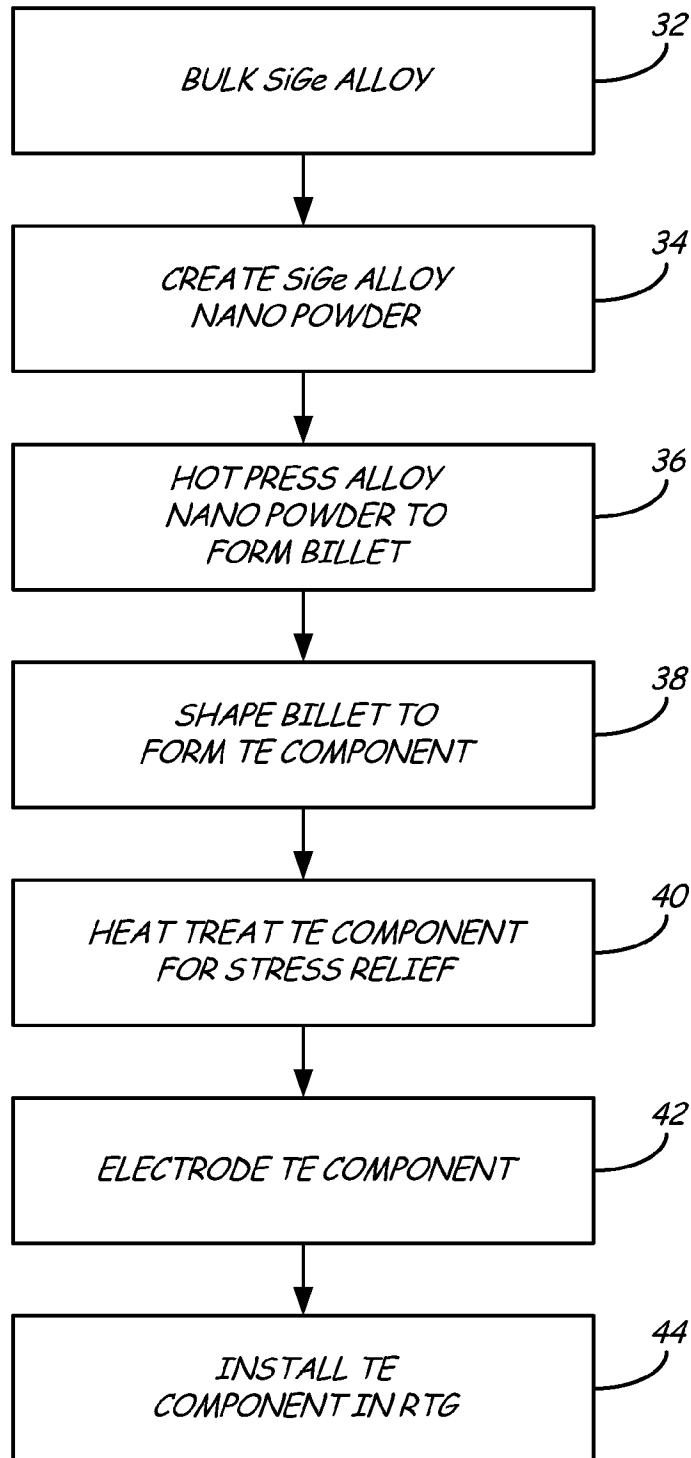 32
BULK SiGe ALLOY
34
CREATE SiGe ALLOY
NANO POWDER
36
HOT PRESS ALLOY
NANO POWDER TO
FORM BILLET
38
SHAPE BILLET TO
FORM TE COMPONENT
40
HEAT TREAT TE COMPONENT
FOR STRESS RELIEF
42
ELECTRODE TE COMPONENT
44
INSTALL TE
COMPONENT IN RTG